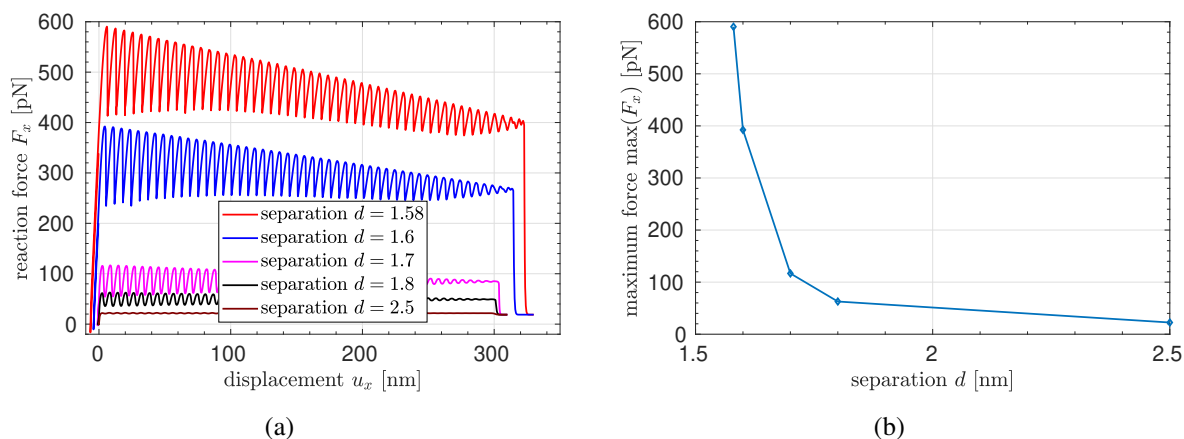 600
500
400
300
200
100
0
reaction force F_x [pN]
separation d = 1.58
separation d = 1.6
separation d = 1.7
separation d = 1.8
separation d = 2.5
0 100 200 300
displacement u_x [nm]
(a)
600
500
400
300
200
100
0
maximum force max(F_x) [pN]
1.5 2 2.5
separation d [nm]
(b)